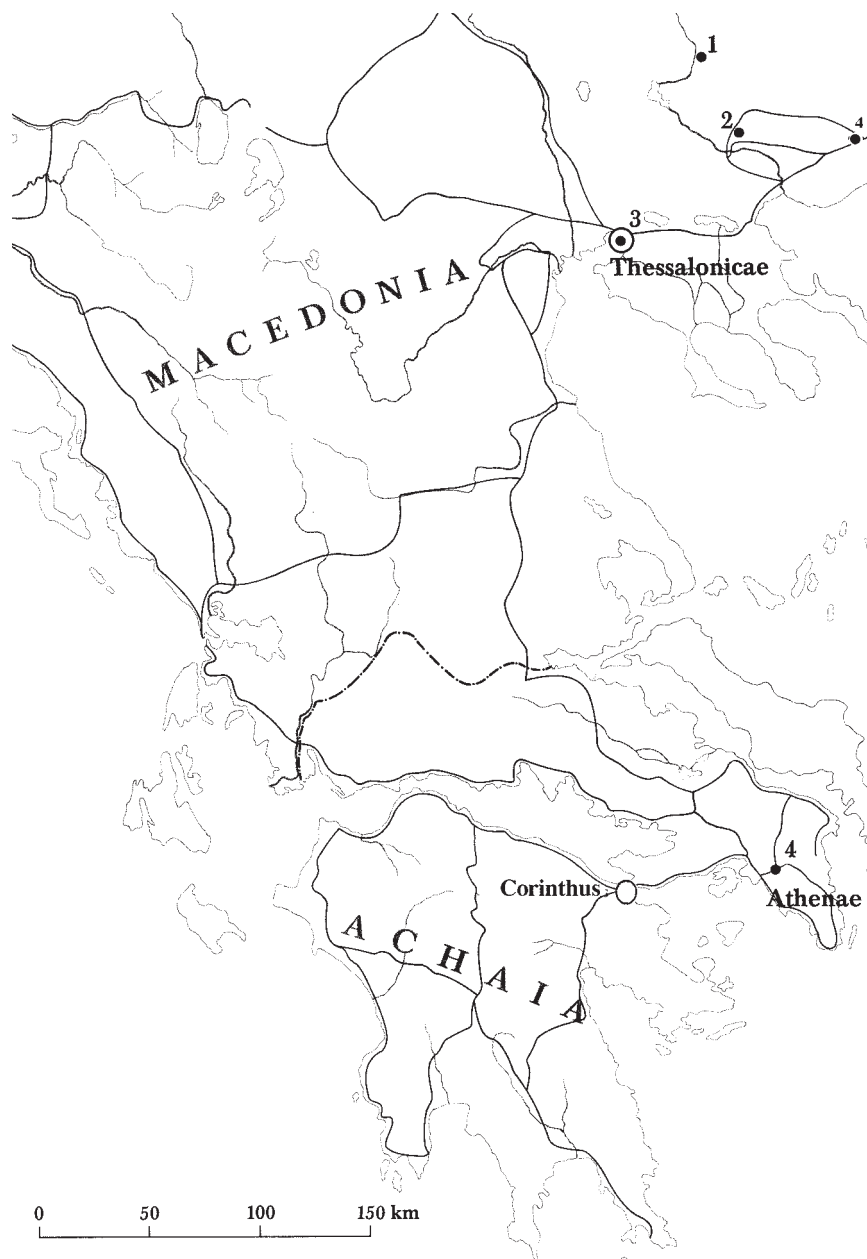 1
2
4
3
Thessalonicae
MACEDONIA
4
Corinthus
Athenae
ACHAIA
0 50 100 150 km